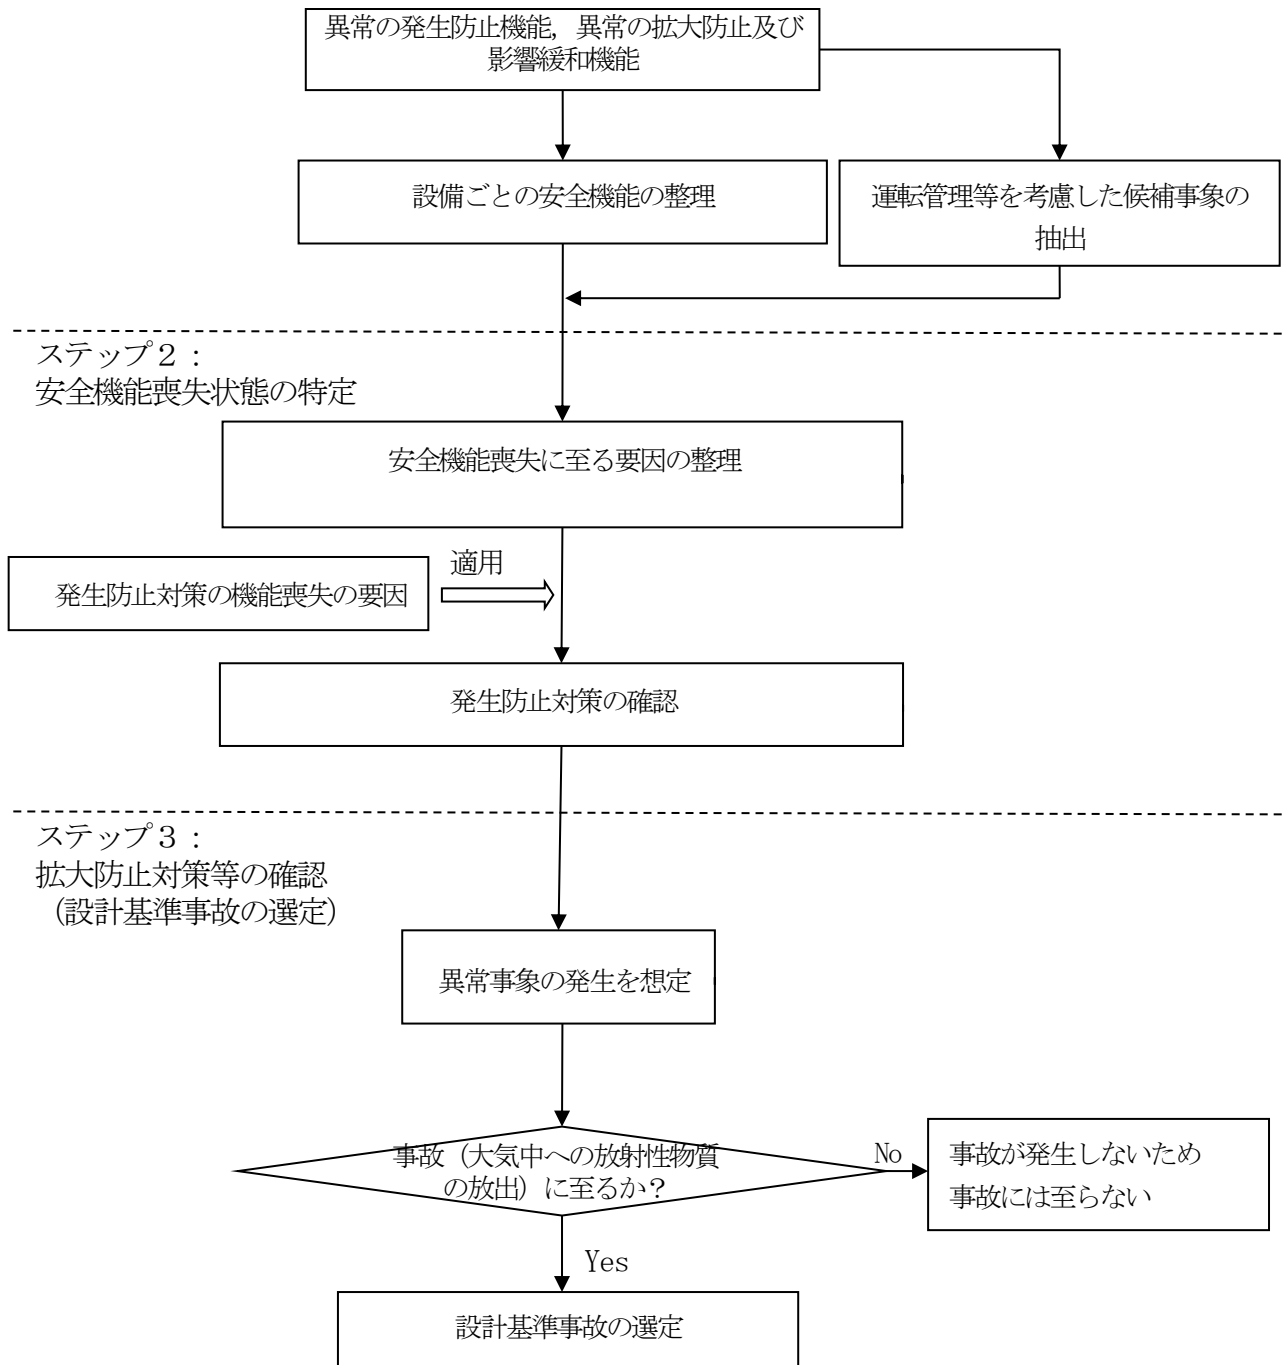 異常の発生防止機能，異常の拡大防止及び
影響緩和機能
設備ごとの安全機能の整理
運転管理等を考慮した候補事象の
抽出
ステップ２：
安全機能喪失状態の特定
安全機能喪失に至る要因の整理
適用
発生防止対策の機能喪失の要因
発生防止対策の確認
ステップ３：
拡大防止対策等の確認
（設計基準事故の選定）
異常事象の発生を想定
事故（大気中への放射性物質
の放出）に至るか？
No
事故が発生しないため
事故には至らない
Yes
設計基準事故の選定